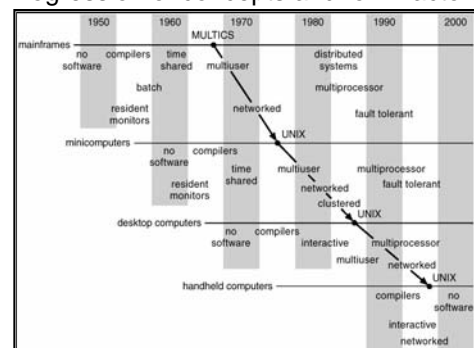 1950 1960 1970 1980 1990 2000
MULTICS
mainframes
no software compilers time shared multiuser distributed systems
batch multiprocessor
resident monitors networked fault tolerant
UNIX
minicomputers
no software compilers
time shared multiuser multiprocessor
resident monitors networked fault tolerant
clustered
UNIX
desktop computers
no software compilers interactive multiprocessor
multiuser networked
UNIX
handheld computers
compilers no software
interactive
networked